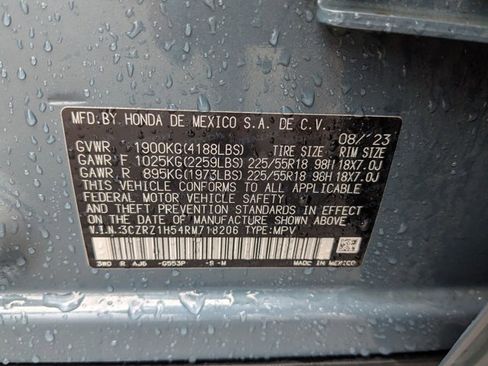 MFD.BY HONDA DE MEXICO S.A. DE C.V.
08/'23
GVWR 1900KG(4188LBS) TIRE SIZE RIM SIZE
GAWR F 1025KG(2259LBS) 225/55R18 98H 18X7.0J
GAWR R 895KG(1973LBS) 225/55R18 98H 18X7.0J
THIS VEHICLE CONFORMS TO ALL APPLICABLE
FEDERAL MOTOR VEHICLE SAFETY
AND THEFT PREVENTION STANDARDS IN EFFECT
ON THE DATE OF MANUFACTURE SHOWN ABOVE.
V.I.N:3CZRZ1H54RM718206 TYPE:MPV
3W0 R AJ6 -G553P -S-M
MADE IN MEXICO